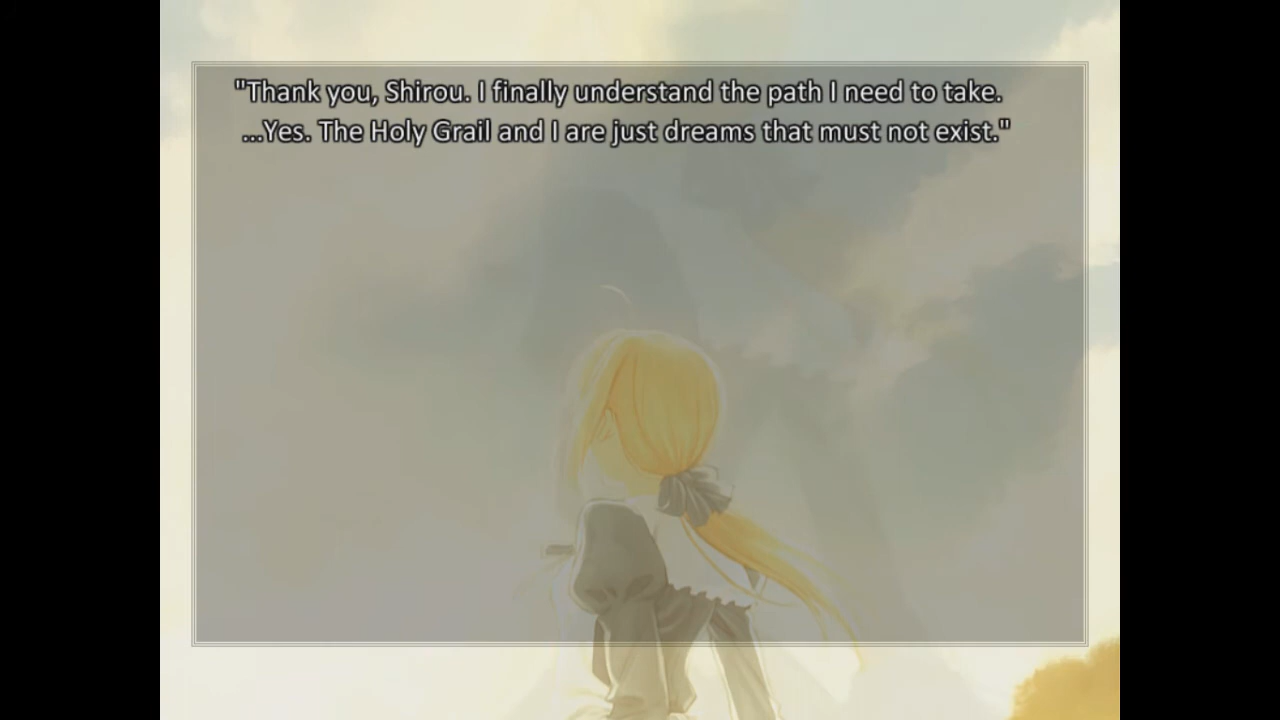 "Thank you, Shirou. I finally understand the path I need to take.
...Yes. The Holy Grail and I are just dreams that must not exist."